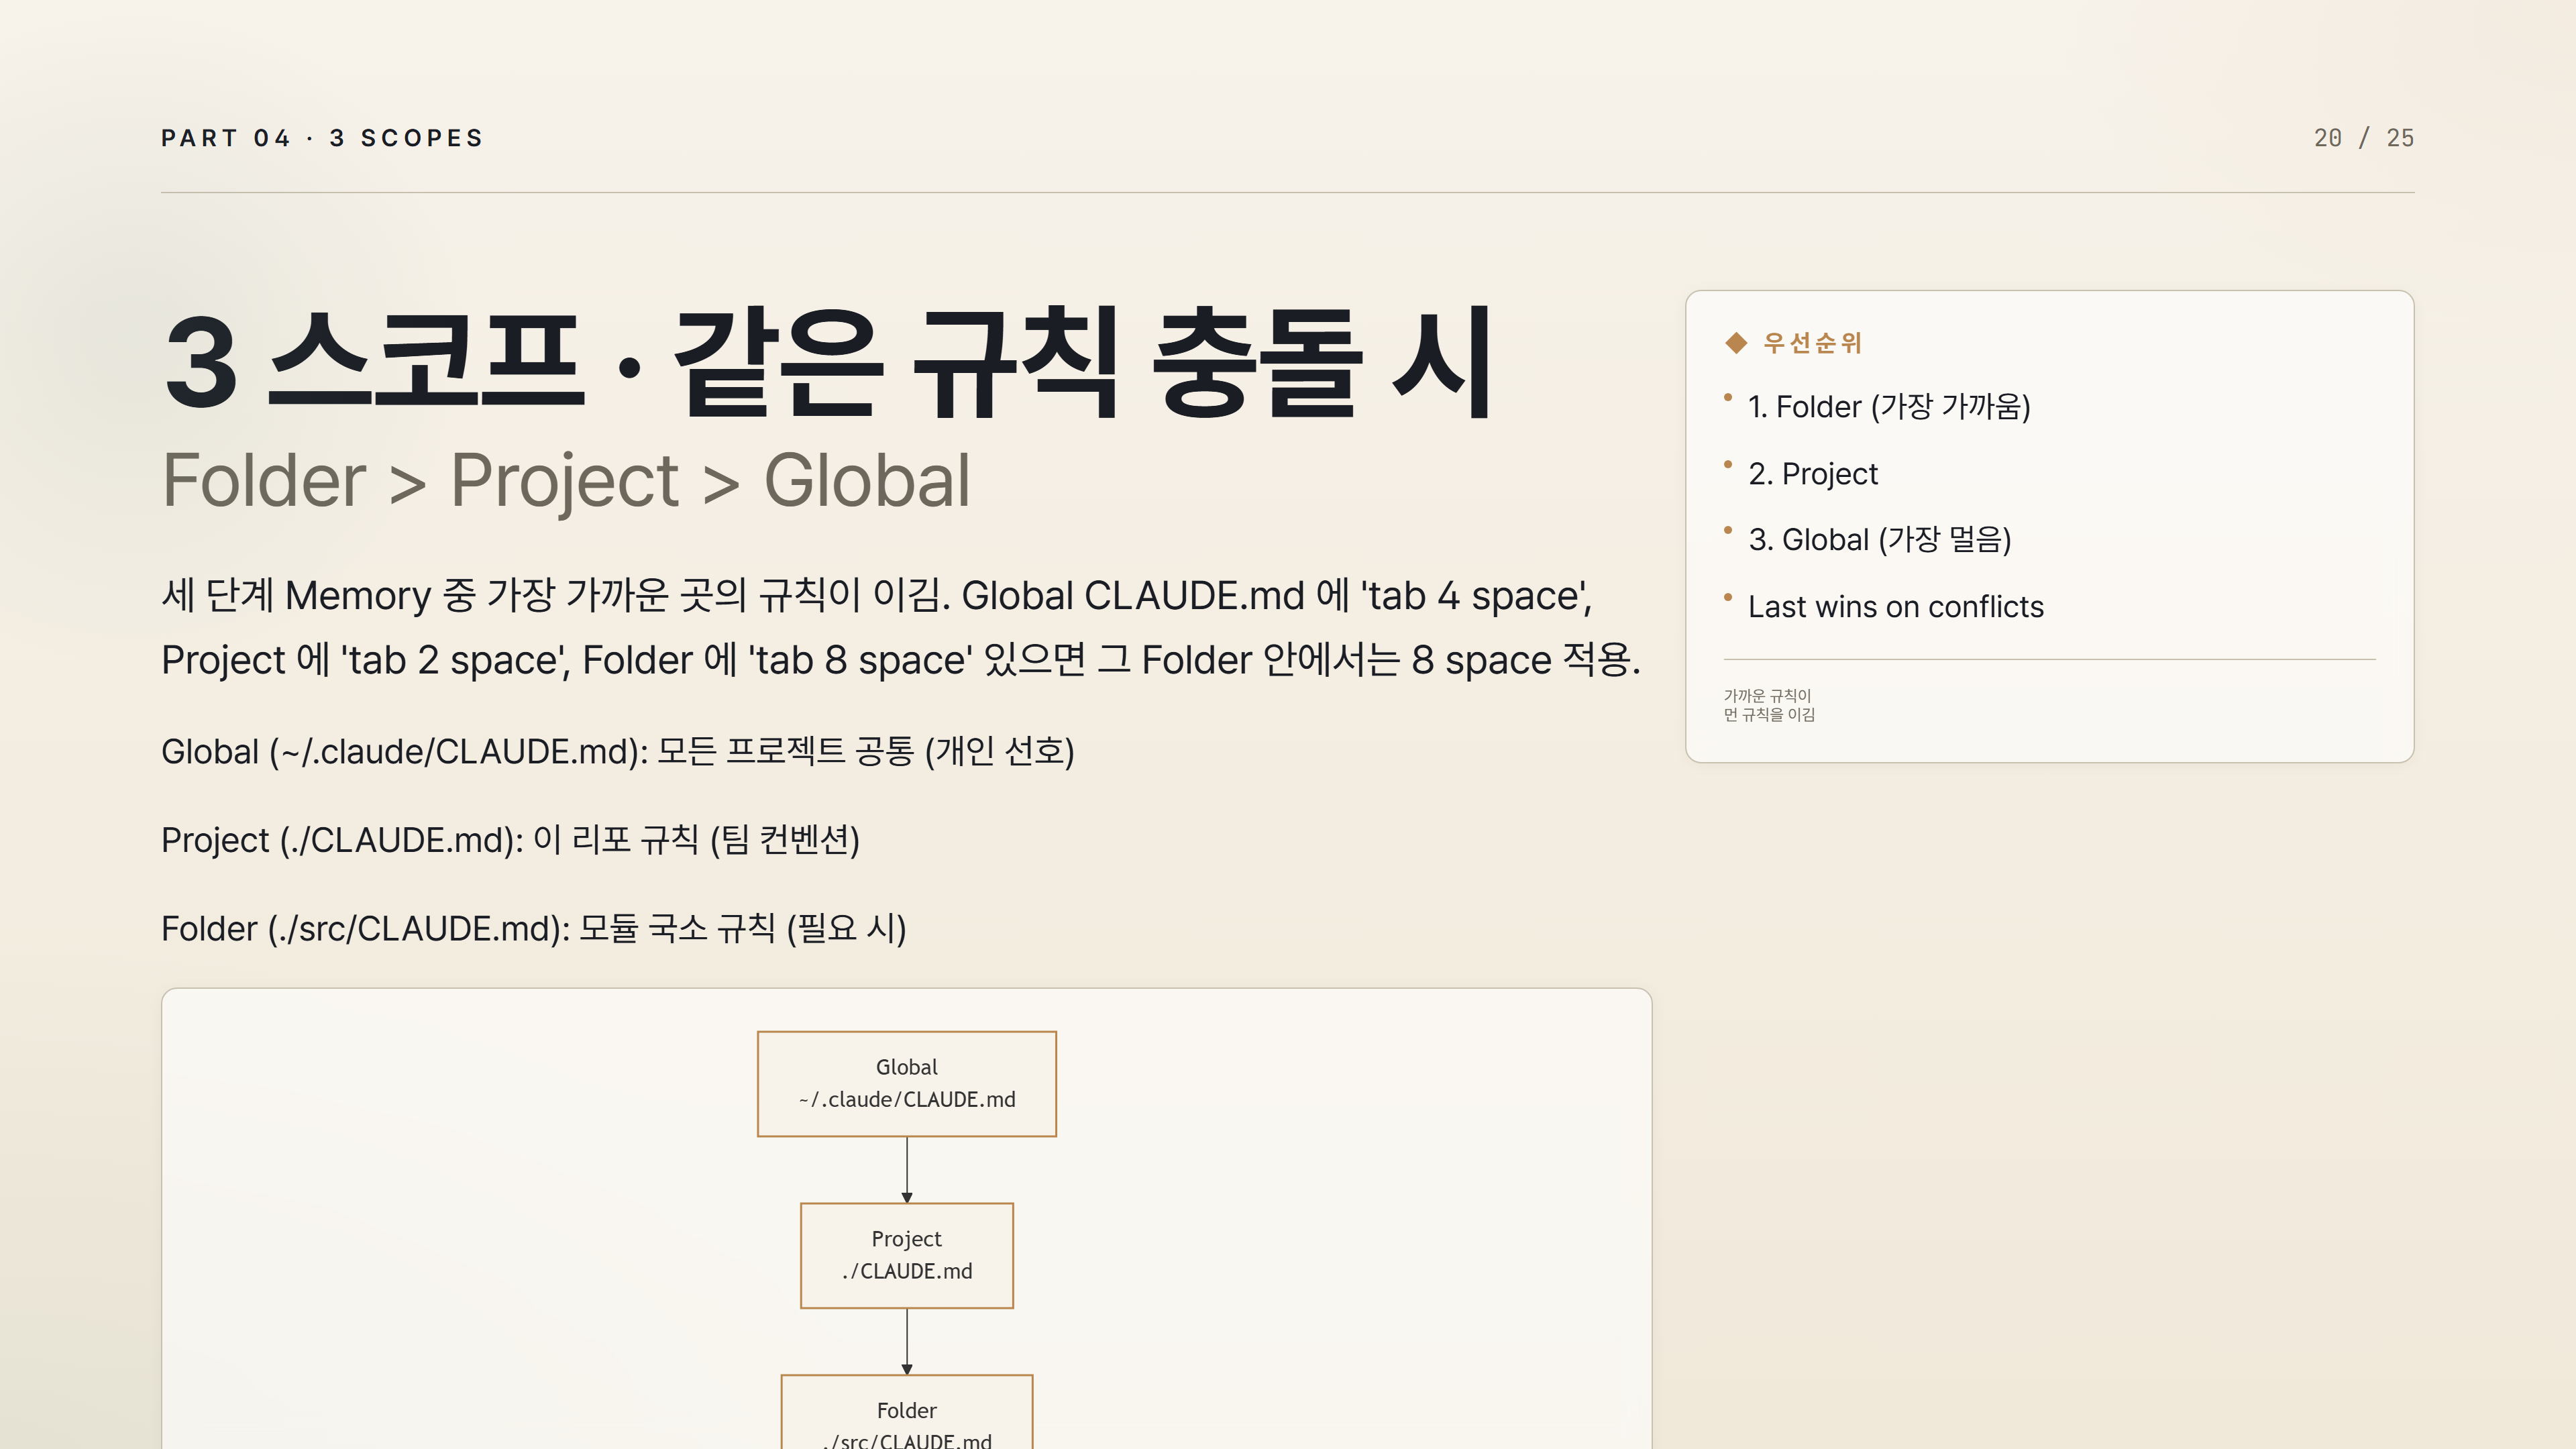 PART 04 · 3 SCOPES
20 / 25
3 스코프 · 같은 규칙 충돌 시
Folder > Project > Global
세 단계 Memory 중 가장 가까운 곳의 규칙이 이김. Global CLAUDE.md 에 'tab 4 space',
Project 에 'tab 2 space', Folder 에 'tab 8 space' 있으면 그 Folder 안에서는 8 space 적용.
Global (~/.claude/CLAUDE.md): 모든 프로젝트 공통 (개인 선호)
Project (./CLAUDE.md): 이 리포 규칙 (팀 컨벤션)
Folder (./src/CLAUDE.md): 모듈 국소 규칙 (필요 시)
Global
~/.claude/CLAUDE.md
Project
./CLAUDE.md
Folder
./src/CLAUDE.md
◆ 우선순위
• 1. Folder (가장 가까움)
• 2. Project
• 3. Global (가장 멀음)
• Last wins on conflicts
가까운 규칙이
먼 규칙을 이김